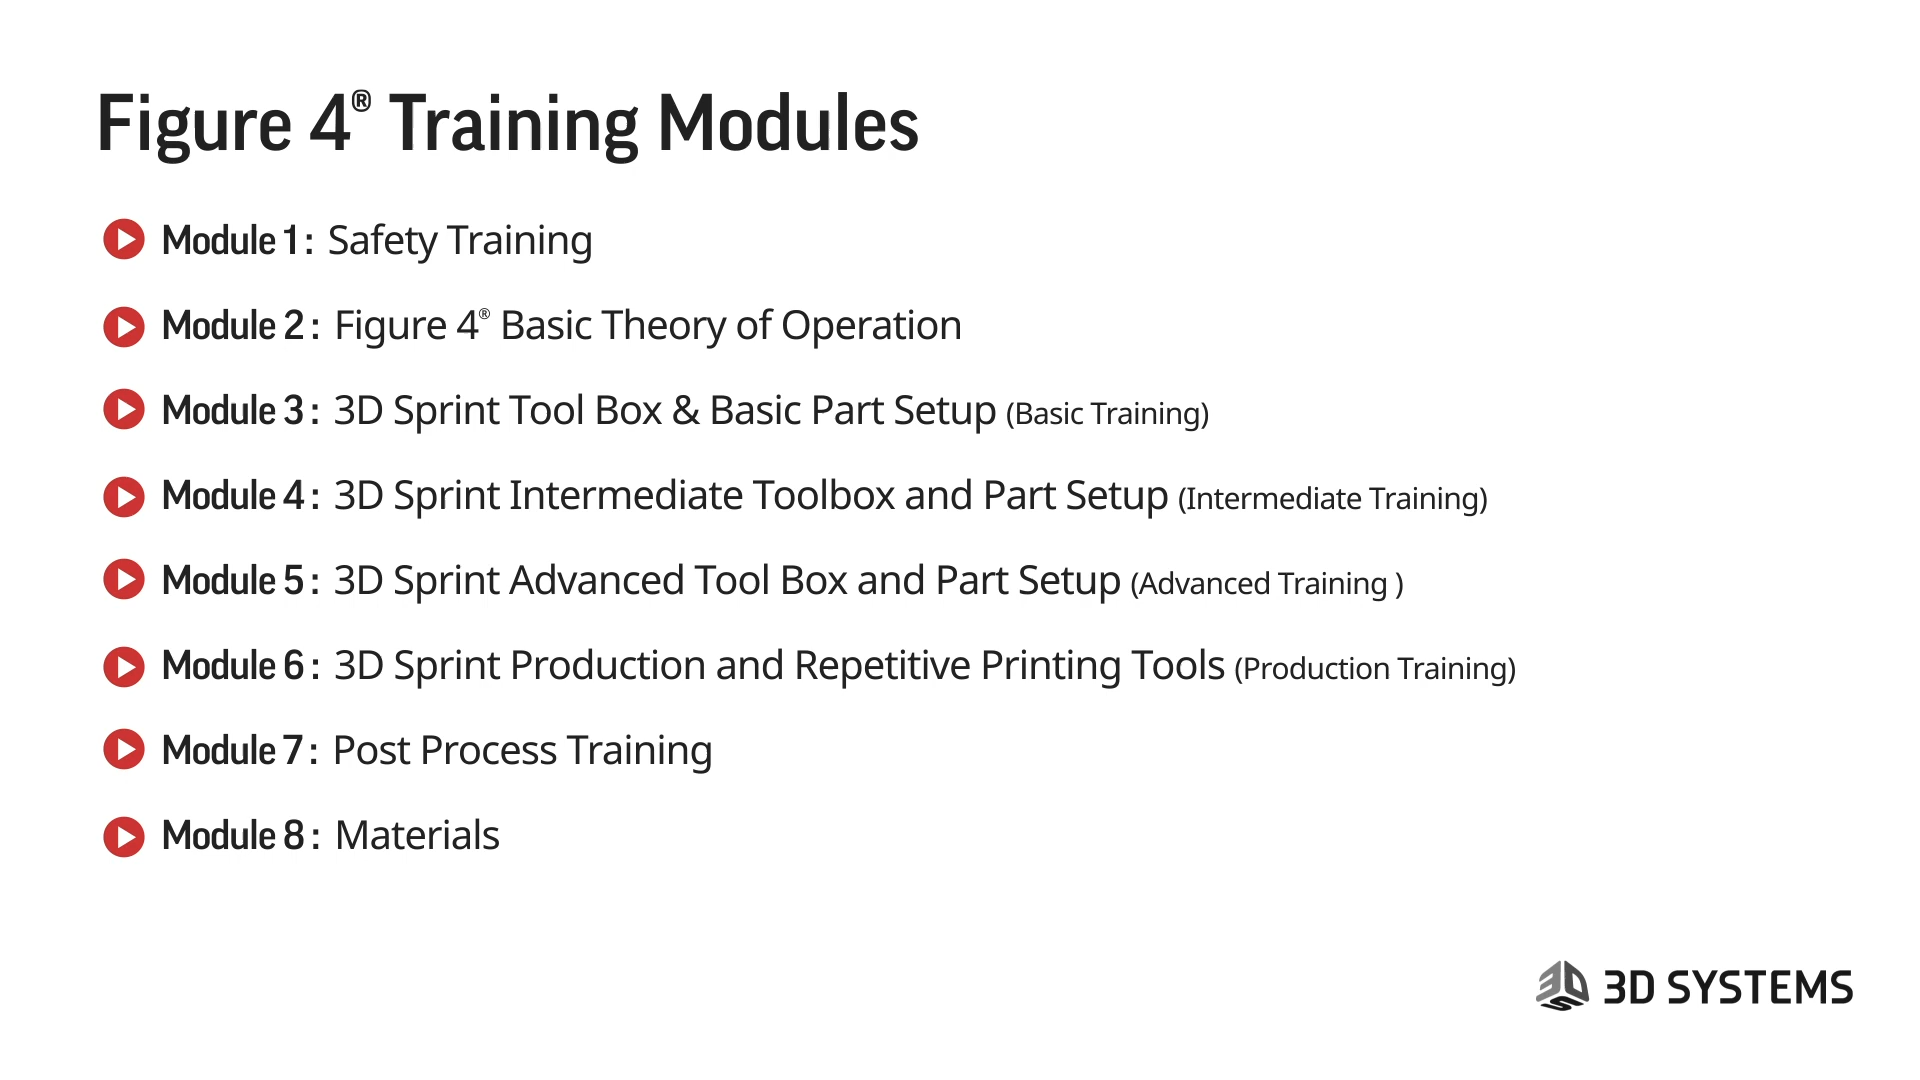 Figure 4® Training Modules
Module 1: Safety Training
Module 2: Figure 4® Basic Theory of Operation
Module 3: 3D Sprint Tool Box & Basic Part Setup (Basic Training)
Module 4: 3D Sprint Intermediate Toolbox and Part Setup (Intermediate Training)
Module 5: 3D Sprint Advanced Tool Box and Part Setup (Advanced Training )
Module 6: 3D Sprint Production and Repetitive Printing Tools (Production Training)
Module 7: Post Process Training
Module 8: Materials
3DS 3D SYSTEMS